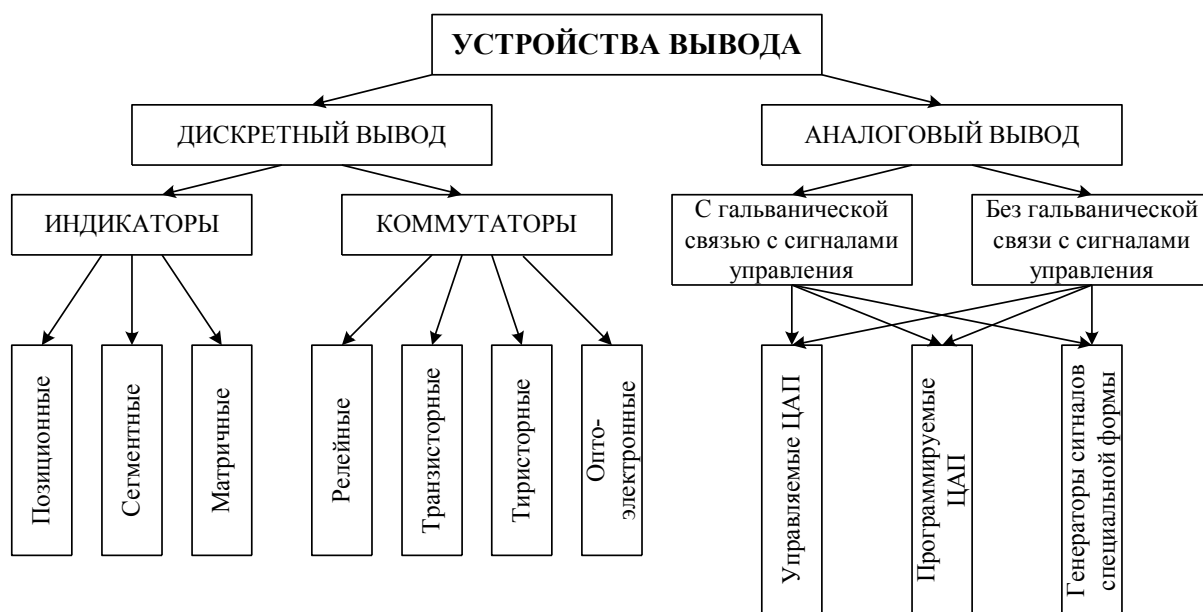 УСТРОЙСТВА ВЫВОДА
ДИСКРЕТНЫЙ ВЫВОД
АНАЛОГОВЫЙ ВЫВОД
ИНДИКАТОРЫ
КОММУТАТОРЫ
С гальванической
связью с сигналами
управления
Без гальванической
связи с сигналами
управления
Позиционные
Сегментные
Матричные
Релейные
Транзисторные
Тиристорные
Опто-
электронные
Управляемые ЦАП
Программируемые
ЦАП
Генераторы сигналов
специальной формы